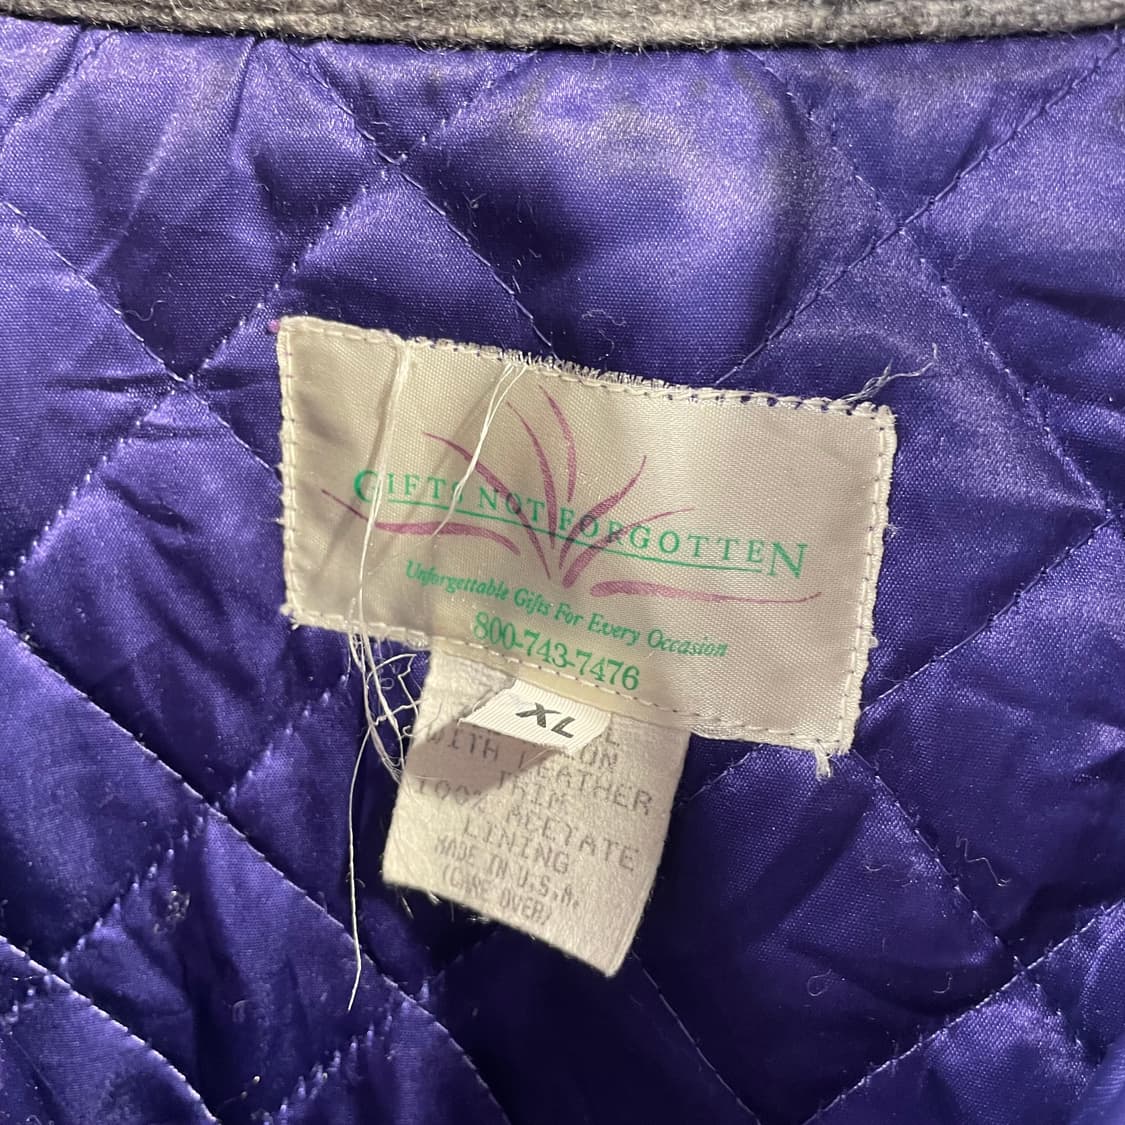 GIFTS NOT FORGOTTEN
Unforgettable Gifts For Every Occasion
800-743-7476
XL
WITH
LEATHER
TRIM
100% ACETATE
LINING
MADE IN U.S.A.
(CARE OVER)